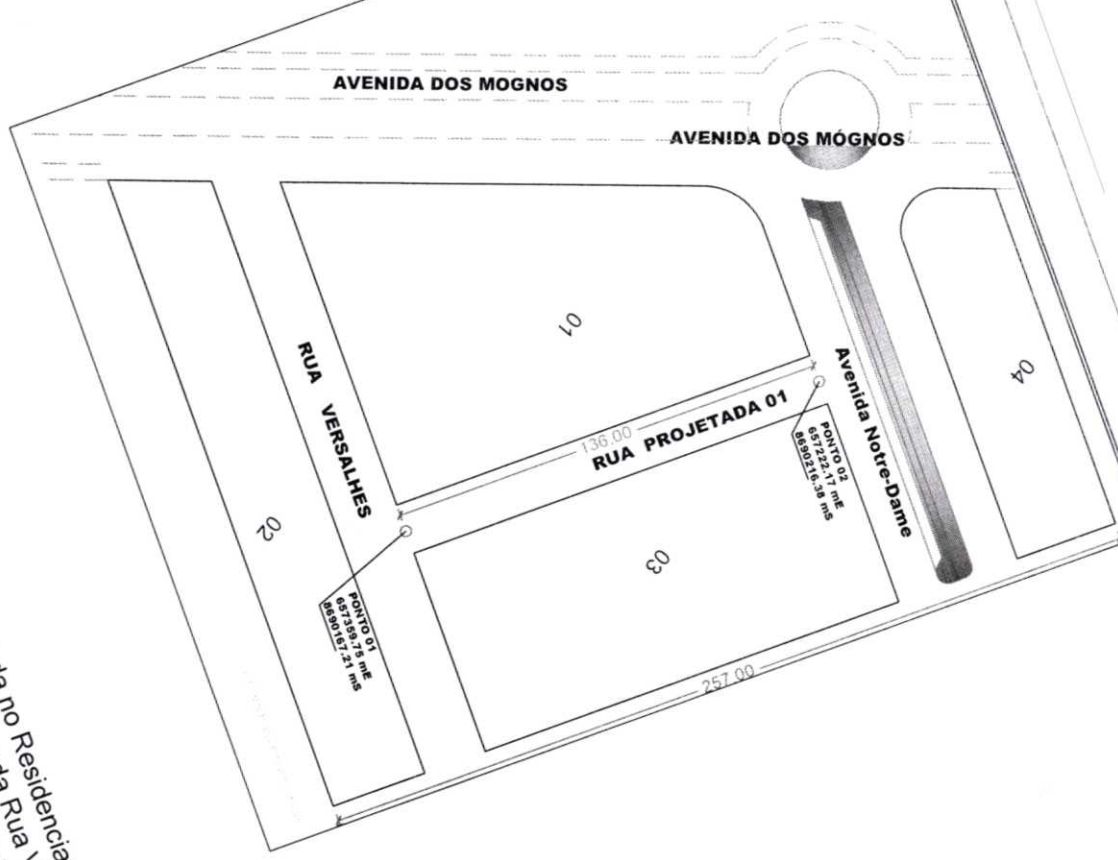 AVENIDA DOS MOGNOS
AVENIDA DOS MÓGNOS
01
RUA VERSALHES
Avenida Notre-Dame
04
136,00
RUA PROJETADA 01
PONTO 02
657222.17 mE
8690216.38 mS
02
03
PONTO 01
657359.75 mE
8690167.21 mS
257.00
da no Residencia
da Rua V